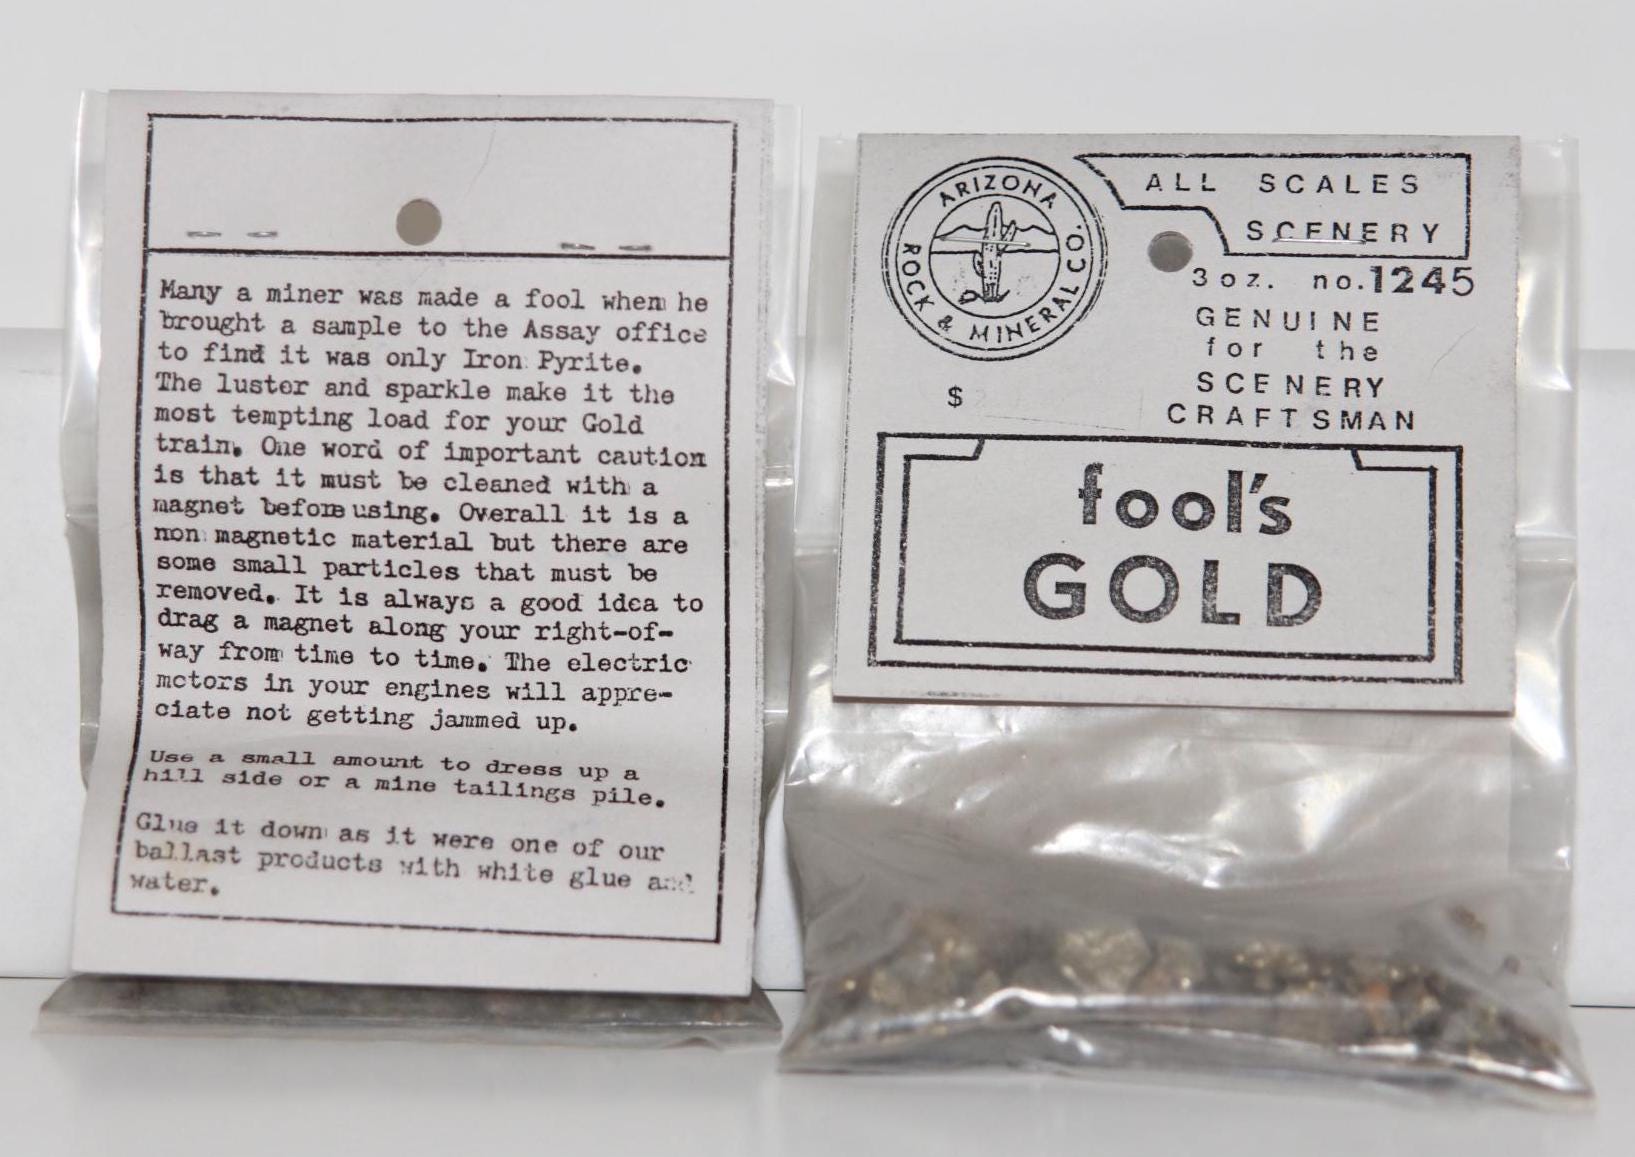 Many a miner was made a fool when he
brought a sample to the Assay office
to find it was only Iron Pyrite.
The luster and sparkle make it the
most tempting load for your Gold
train. One word of important caution
is that it must be cleaned with a
magnet before using. Overall it is a
non magnetic material but there are
some small particles that must be
removed. It is always a good idea to
drag a magnet along your right-of-
way from time to time. The electric
motors in your engines will appre-
ciate not getting jammed up.
Use a small amount to dress up a
hill side or a mine tailings pile.
Glue it down as it were one of our
ballast products with white glue and
water.
ARIZONA
ROCK & MINERAL CO.
ALL SCALES
SCENERY
3 oz. no. 1245
GENUINE
for the
SCENERY
CRAFTSMAN
$
fool's
GOLD